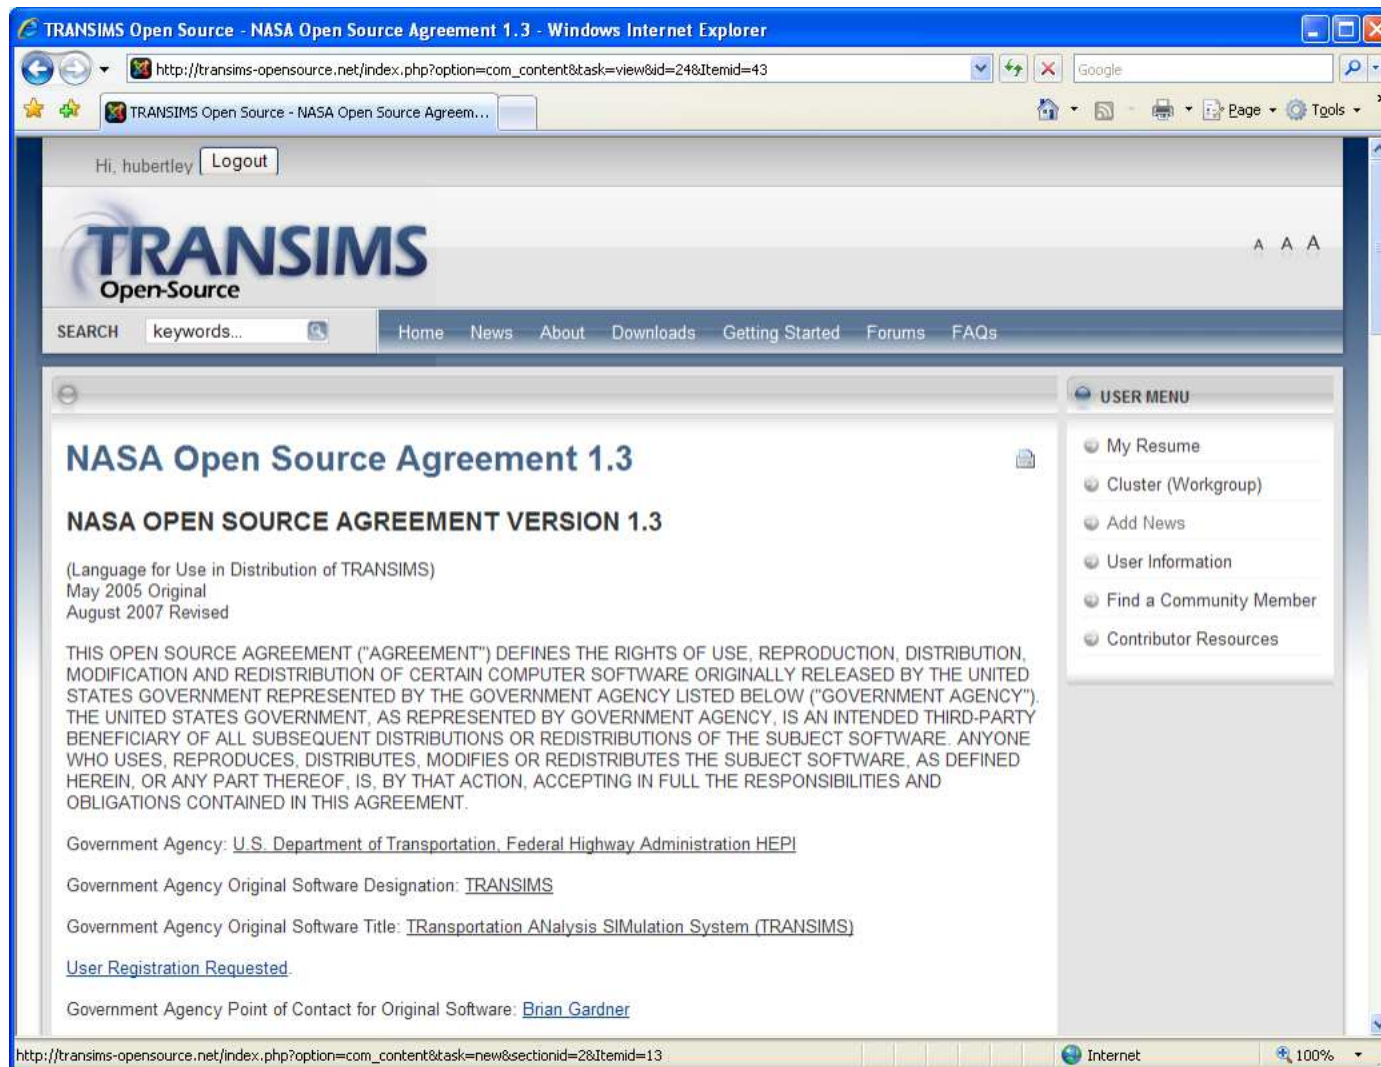 TRANSIMS Open Source - NASA Open Source Agreement 1.3 - Windows Internet Explorer
http://transims-opensource.net/index.php?option=com_content&task=view&id=24&Itemid=43
Google
TRANSIMS Open Source - NASA Open Source Agreem...
Page
Tools
Hi, hubertley Logout
TRANSIMS
Open-Source
A A A
SEARCH keywords... Home News About Downloads Getting Started Forums FAQs
USER MENU
My Resume
Cluster (Workgroup)
Add News
User Information
Find a Community Member
Contributor Resources
NASA Open Source Agreement 1.3
NASA OPEN SOURCE AGREEMENT VERSION 1.3
(Language for Use in Distribution of TRANSIMS)
May 2005 Original
August 2007 Revised
THIS OPEN SOURCE AGREEMENT ("AGREEMENT") DEFINES THE RIGHTS OF USE, REPRODUCTION, DISTRIBUTION,
MODIFICATION AND REDISTRIBUTION OF CERTAIN COMPUTER SOFTWARE ORIGINALLY RELEASED BY THE UNITED
STATES GOVERNMENT REPRESENTED BY THE GOVERNMENT AGENCY LISTED BELOW ("GOVERNMENT AGENCY").
THE UNITED STATES GOVERNMENT, AS REPRESENTED BY GOVERNMENT AGENCY, IS AN INTENDED THIRD-PARTY
BENEFICIARY OF ALL SUBSEQUENT DISTRIBUTIONS OR REDISTRIBUTIONS OF THE SUBJECT SOFTWARE. ANYONE
WHO USES, REPRODUCES, DISTRIBUTES, MODIFIES OR REDISTRIBUTES THE SUBJECT SOFTWARE, AS DEFINED
HEREIN, OR ANY PART THEREOF, IS, BY THAT ACTION, ACCEPTING IN FULL THE RESPONSIBILITIES AND
OBLIGATIONS CONTAINED IN THIS AGREEMENT.
Government Agency: U.S. Department of Transportation, Federal Highway Administration HEPI
Government Agency Original Software Designation: TRANSIMS
Government Agency Original Software Title: TRansportation ANalysis SIMulation System (TRANSIMS)
User Registration Requested.
Government Agency Point of Contact for Original Software: Brian Gardner
http://transims-opensource.net/index.php?option=com_content&task=new&sectionid=2&Itemid=13
Internet
100%